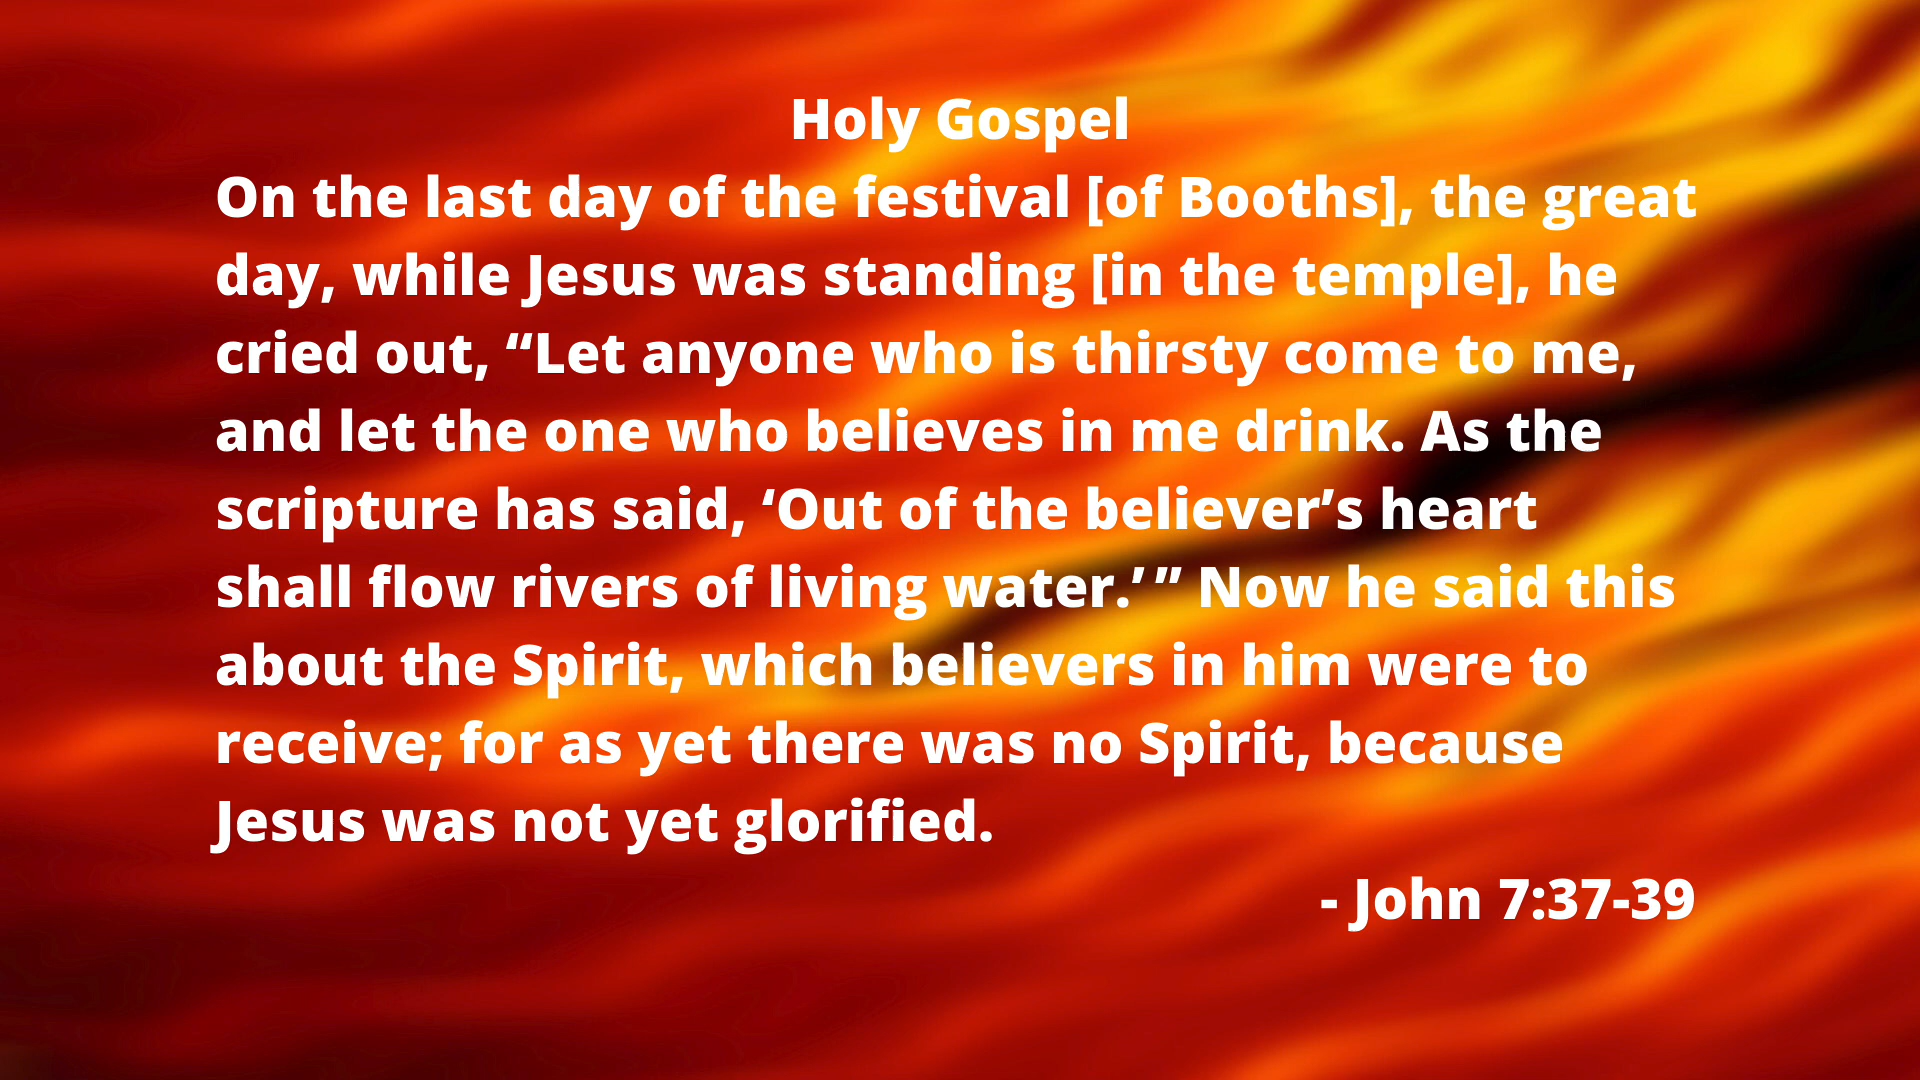 Holy Gospel
On the last day of the festival [of Booths], the great
day, while Jesus was standing [in the temple], he
cried out, “Let anyone who is thirsty come to me,
and let the one who believes in me drink. As the
scripture has said, ‘Out of the believer’s heart
shall flow rivers of living water.’ ” Now he said this
about the Spirit, which believers in him were to
receive; for as yet there was no Spirit, because
Jesus was not yet glorified.
- John 7:37-39